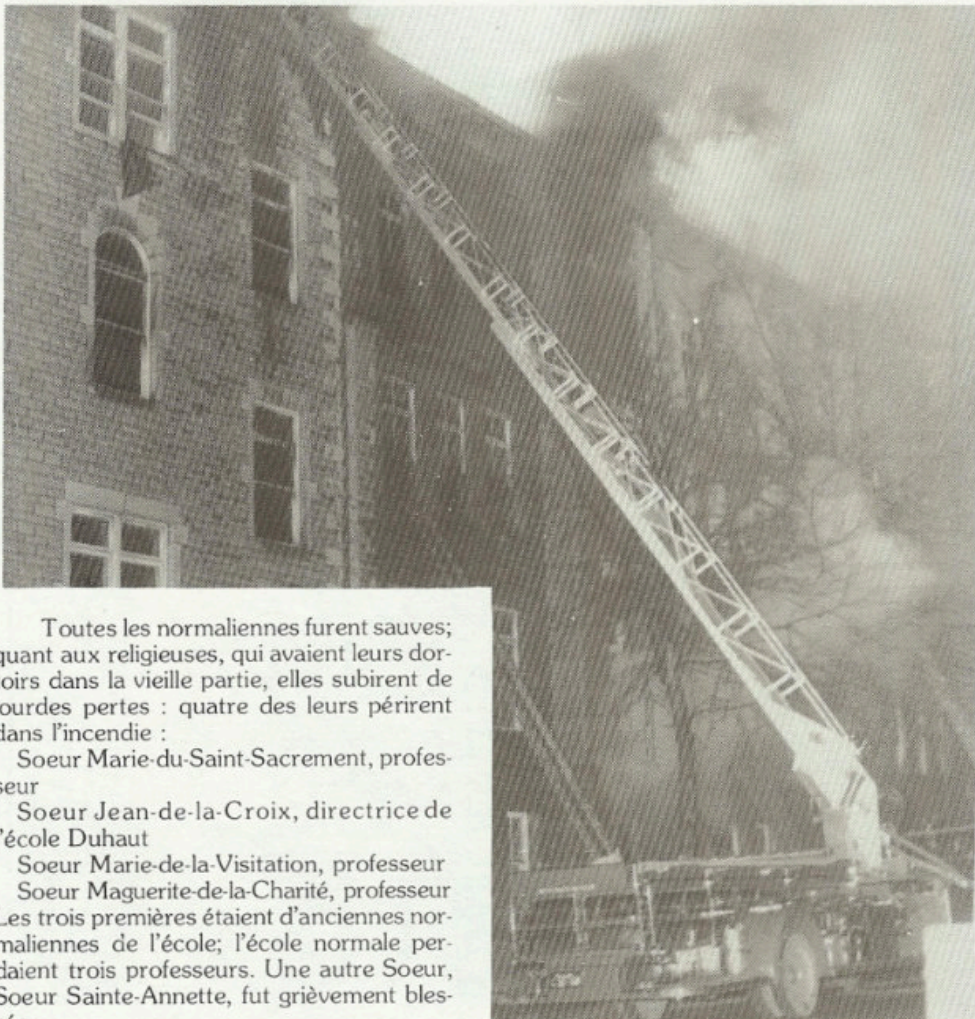 Toutes les normaliennes furent sauves;
quant aux religieuses, qui avaient leurs dor-
toirs dans la vieille partie, elles subirent de
lourdes pertes : quatre des leurs périrent
dans l'incendie :
Soeur Marie-du-Saint-Sacrement, profes-
seur
Soeur Jean-de-la-Croix, directrice de
l'école Duhaut
Soeur Marie-de-la-Visitation, professeur
Soeur Maguerite-de-la-Charité, professeur
Les trois premières étaient d'anciennes nor-
maliennes de l'école; l'école normale per-
daient trois professeurs. Une autre Soeur,
Soeur Sainte-Annette, fut grièvement bles-